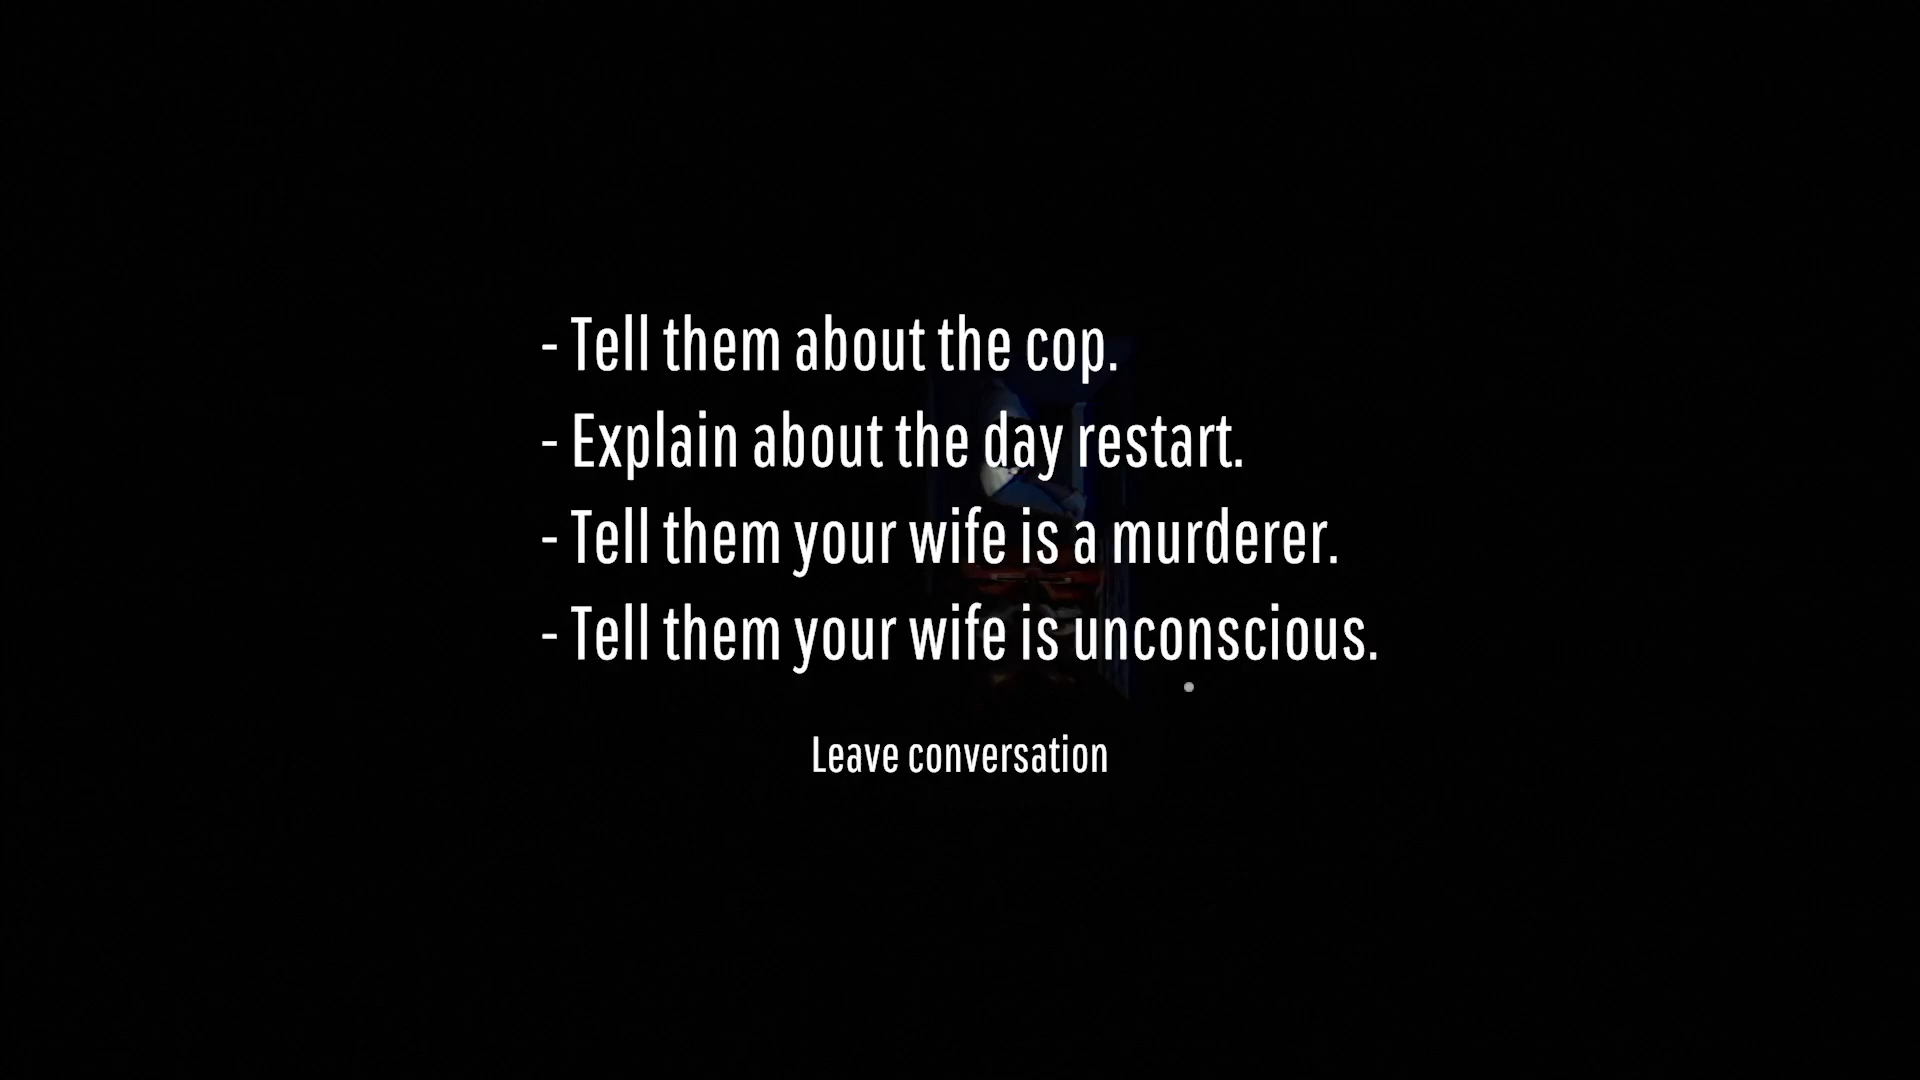 - Tell them about the cop.
- Explain about the day restart.
- Tell them your wife is a murderer.
- Tell them your wife is unconscious.
Leave conversation